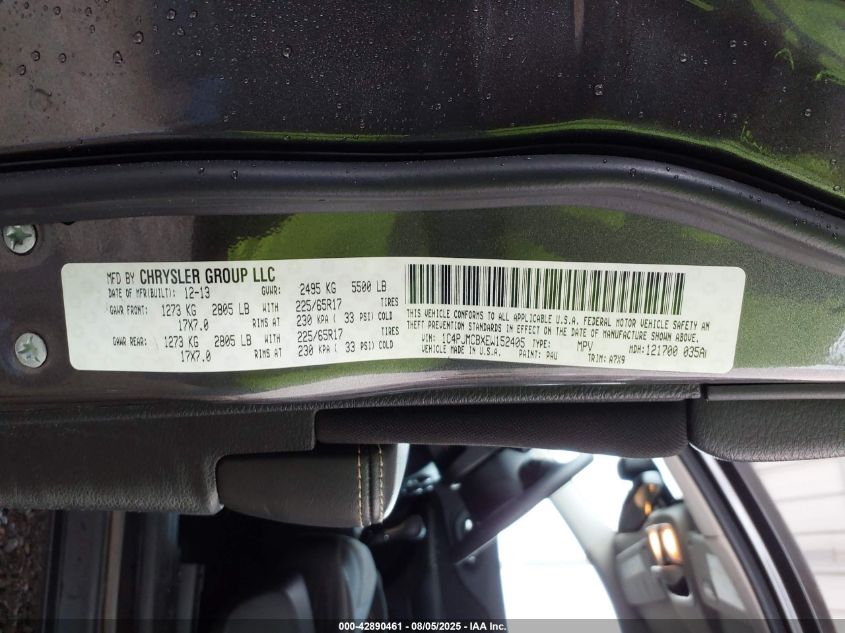 MFD BY CHRYSLER GROUP LLC
DATE OF MFR(BUILT): 12-13 GVWR: 2495 KG 5500 LB
GAWR FRONT: 1273 KG 2805 LB WITH 225/65R17 TIRES
17X7.0 RIMS AT 230 KPA ( 33 PSI) COLD
GAWR REAR: 1273 KG 2805 LB WITH 225/65R17 TIRES
17X7.0 RIMS AT 230 KPA ( 33 PSI) COLD
THIS VEHICLE CONFORMS TO ALL APPLICABLE U.S.A. FEDERAL MOTOR VEHICLE SAFETY AN
THEFT PREVENTION STANDARDS IN EFFECT ON THE DATE OF MANUFACTURE SHOWN ABOVE.
VIN: 1C4PJMCBXEW152405 TYPE: MPV MDH: 121700 035A
VEHICLE MADE IN U.S.A. PAINT: PAU TRIM: A7X9
000-42890461 - 08/05/2025 - IAA Inc.